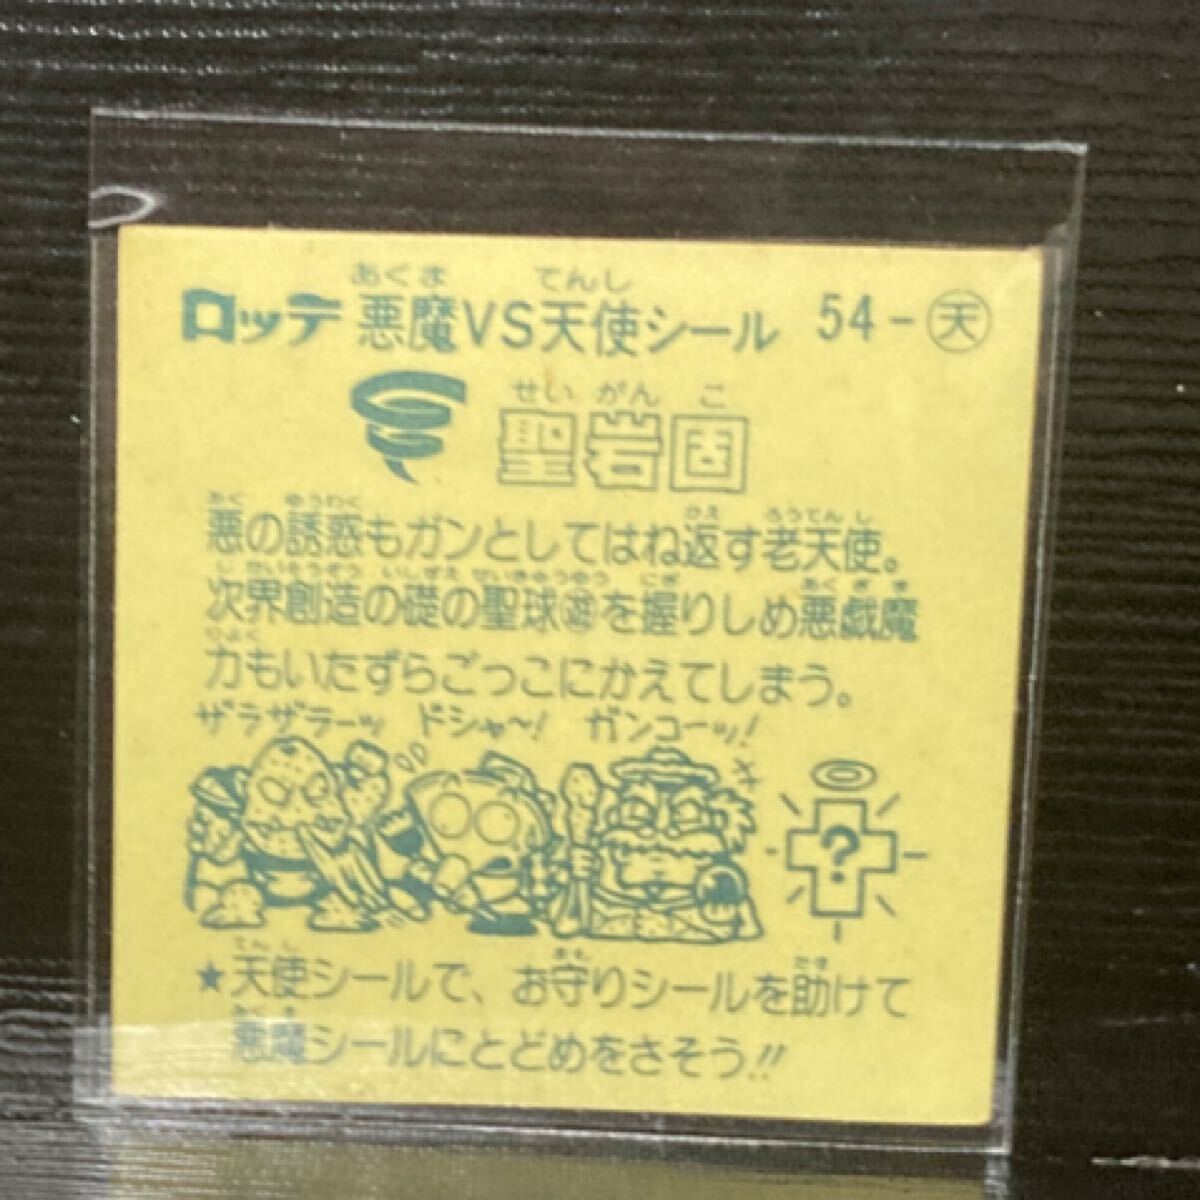 あくま てんし
ロッテ 悪魔VS天使シール 54-天
せいがんこ
聖岩固
あく ゆうわく ひえ ろうてんし
悪の誘惑もガンとしてはね返す老天使。
じかいそうぞう いしずえ せいきゅうゆう にぎ あくぎま
次界創造の礎の聖球遊を握りしめ悪戯魔
りょく
力もいたずらごっこにかえてしまう。
ザラザラーッ ドシャ〜! ガンコーッ!
?
てんし まも たす
★天使シールで、お守りシールを助けて
あくま
悪魔シールにとどめをさそう!!